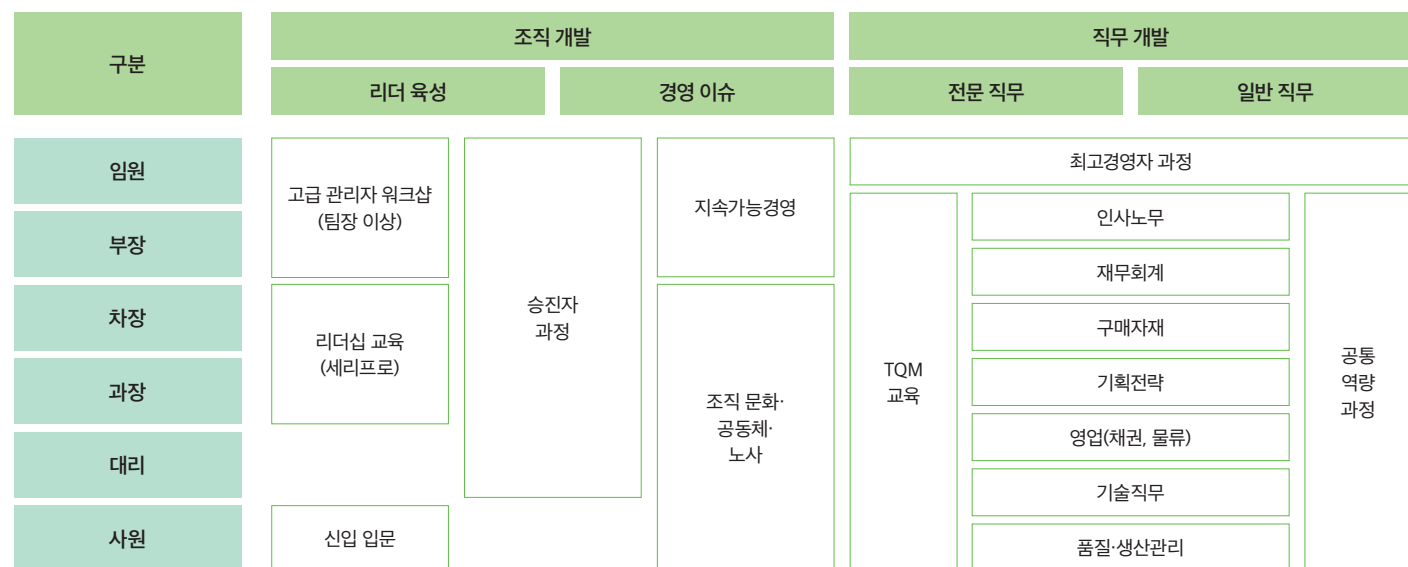 구분
조직 개발
직무 개발
리더 육성
경영 이슈
전문 직무
일반 직무
임원
부장
차장
과장
대리
사원
고급 관리자 워크샵
(팀장 이상)
리더십 교육
(세리프로)
신입 입문
승진자
과정
지속가능경영
조직 문화·
공동체·
노사
최고경영자 과정
TQM
교육
인사노무
재무회계
구매자재
기획전략
영업(채권, 물류)
기술직무
품질·생산관리
공통
역량
과정